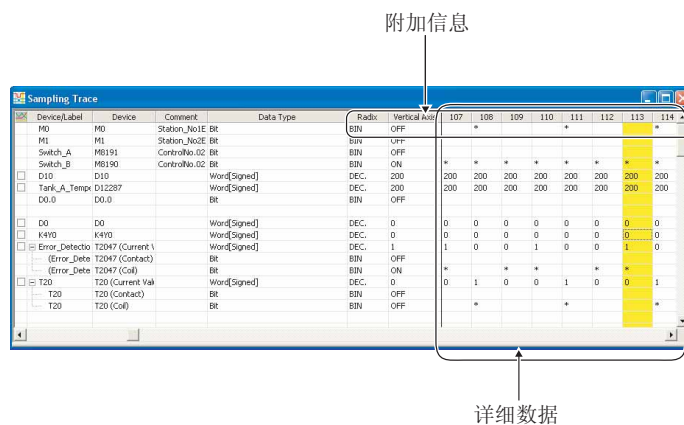 附加信息
Sampling Trace
Device/Label Device Comment Data Type Radix Vertical Axis 107 108 109 110 111 112 113 114
M0 M0 Station_No1E Bit BIN OFF * * *
M1 M1 Station_No2E Bit BIN OFF
Switch_A M8191 ControlNo.02 Bit BIN OFF
Switch_B M8190 ControlNo.02 Bit BIN ON * * * * * * * *
D10 D10 Word[Signed] DEC. 200 200 200 200 200 200 200 200 200
Tank_A_Tempe D12287 Word[Signed] DEC. 200 200 200 200 200 200 200 200 200
D0.0 D0.0 Bit BIN OFF
D0 D0 Word[Signed] DEC. 0 0 0 0 0 0 0 0 0
K4Y0 K4Y0 Word[Signed] DEC. 0 0 0 0 0 0 0 0 0
Error_Detectio T2047 (Current V Word[Signed] DEC. 1 1 0 0 1 0 0 1 0
(Error_Dete T2047 (Contact) Bit BIN OFF
(Error_Dete T2047 (Coil) Bit BIN ON * * * * *
T20 T20 (Current Val Word[Signed] DEC. 0 0 1 0 0 1 0 0 1
T20 T20 (Contact) Bit BIN OFF
T20 T20 (Coil) Bit BIN OFF * * *
详细数据